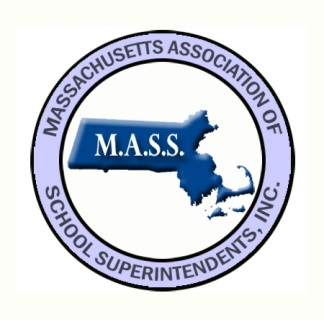 MASSACHUSETTS ASSOCIATION OF
M.A.S.S.
SCHOOL SUPERINTENDENTS, INC.